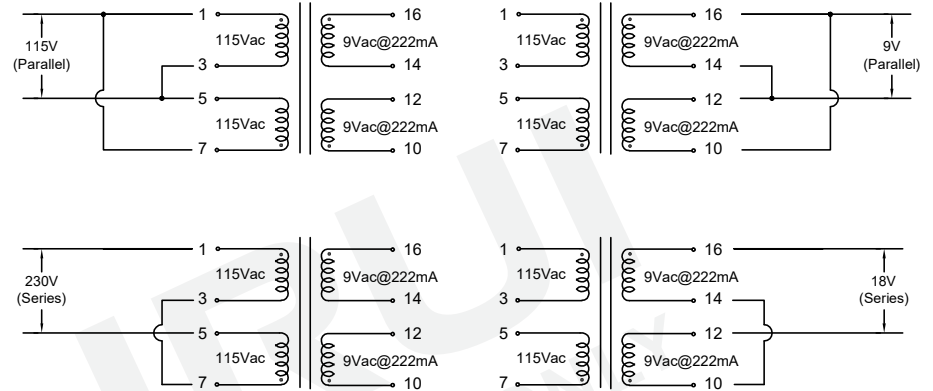 1 16 1 16
115V (Parallel) 115Vac 9Vac@222mA 115Vac 9Vac@222mA 9V (Parallel)
3 14 3 14
5 12 5 12
115Vac 9Vac@222mA 115Vac 9Vac@222mA
7 10 7 10
1 16 1 16
230V (Series) 115Vac 9Vac@222mA 115Vac 9Vac@222mA 18V (Series)
3 14 3 14
5 12 5 12
115Vac 9Vac@222mA 115Vac 9Vac@222mA
7 10 7 10